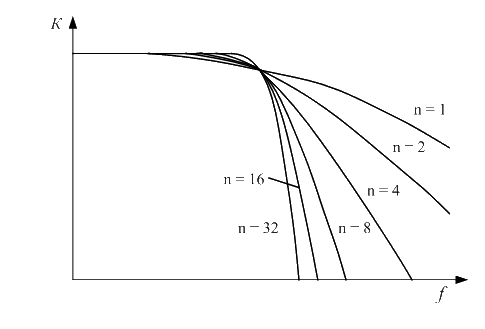 K
n = 1
n = 2
n = 16
n = 4
n = 32
n = 8
f